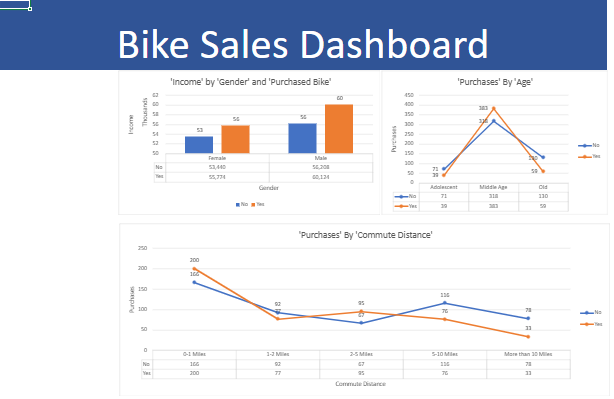 Bike Sales Dashboard
'Income' by 'Gender' and 'Purchased Bike'
Income
Thousands
62
60
58
56
54
52
50
53
56
56
60
Female Male
No 53,440 56,208
Yes 55,774 60,124
Gender
No Yes
'Purchases' By 'Age'
Purchases
450
400
350
300
250
200
150
100
50
0
383
318
130
71
39
59
No
Yes
Adolescent Middle Age Old
No 71 318 130
Yes 39 383 59
'Purchases' By 'Commute Distance'
Purchases
250
200
150
100
50
0
200
166
92
77
95
67
116
76
78
33
No
Yes
0-1 Miles 1-2 Miles 2-5 Miles 5-10 Miles More than 10 Miles
No 166 92 67 116 78
Yes 200 77 95 76 33
Commute Distance